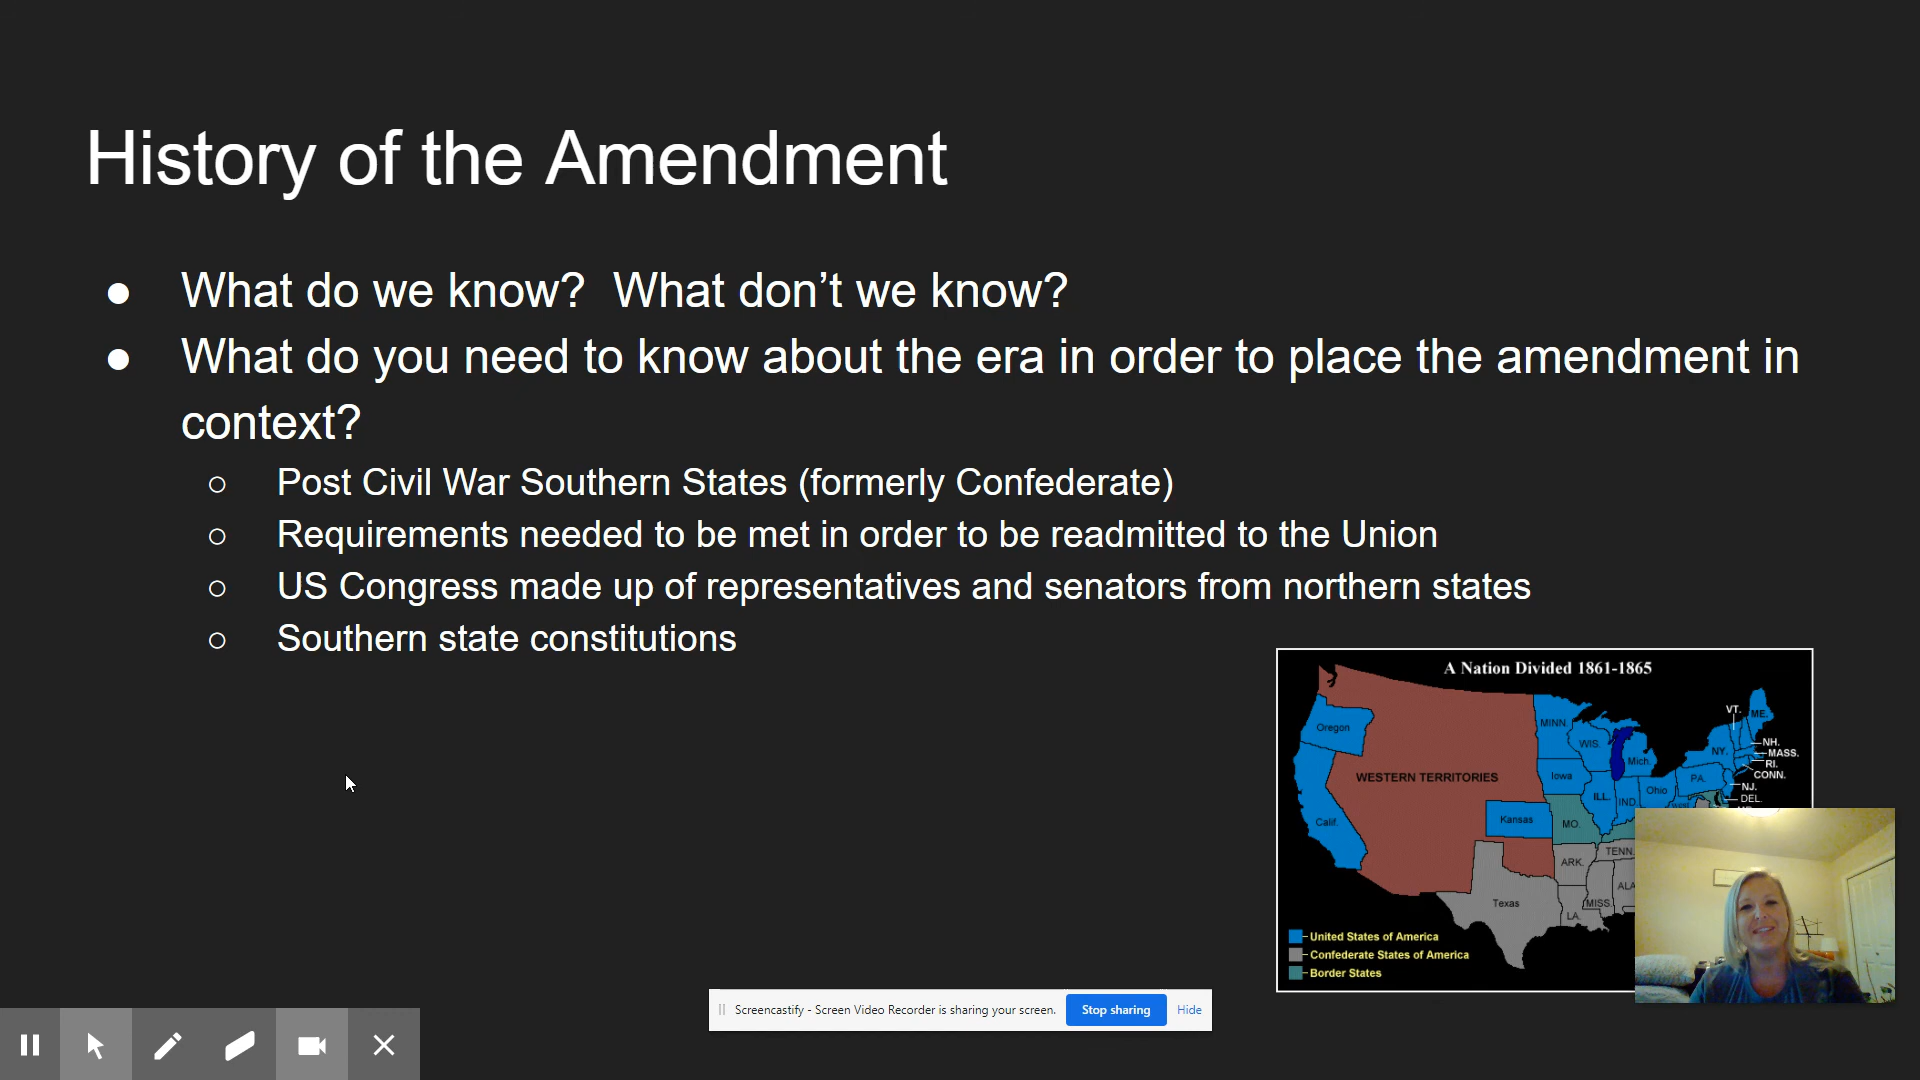 History of the Amendment
● What do we know?  What don’t we know?
● What do you need to know about the era in order to place the amendment in
context?
○ Post Civil War Southern States (formerly Confederate)
○ Requirements needed to be met in order to be readmitted to the Union
○ US Congress made up of representatives and senators from northern states
○ Southern state constitutions
A Nation Divided 1861-1865
VT.
ME.
Oregon
MINN.
WIS.
Mich.
NY.
NH.
MASS.
RI.
CONN.
WESTERN TERRITORIES
Iowa
ILL.
IND.
Ohio
PA.
NJ.
DEL.
Calif.
Kansas
MO.
ARK.
TENN.
Texas
LA.
MISS.
ALA
United States of America
Confederate States of America
Border States
Screencastify - Screen Video Recorder is sharing your screen.
Stop sharing
Hide